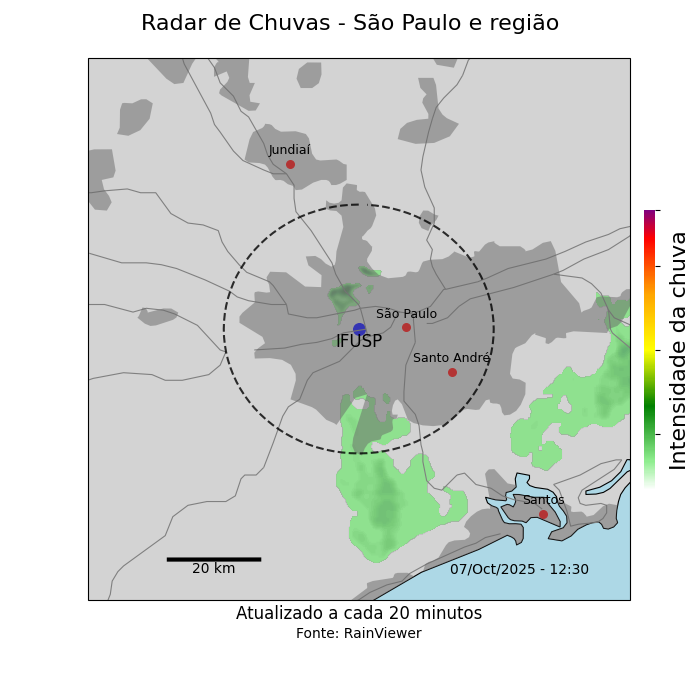 Radar de Chuvas - São Paulo e região
Jundiaí
São Paulo
IFUSP
Santo André
Santos
20 km
07/Oct/2025 - 12:30
Intensidade da chuva
Atualizado a cada 20 minutos
Fonte: RainViewer